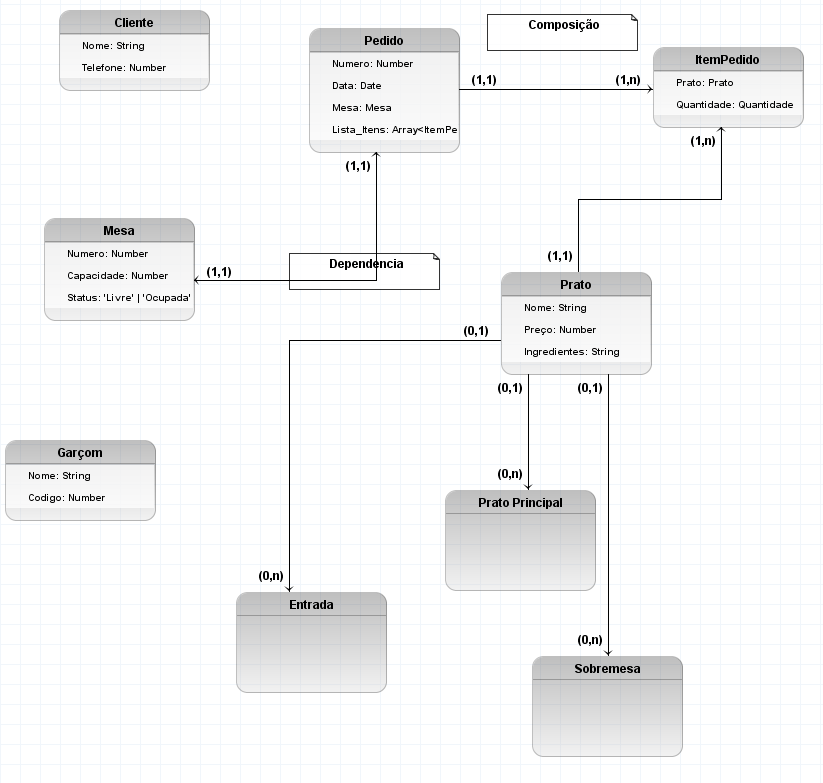 Cliente
Nome: String
Telefone: Number
Pedido
Numero: Number
Data: Date
Mesa: Mesa
Lista_Itens: Array<ItemPe
Composição
ItemPedido
Prato: Prato
Quantidade: Quantidade
(1,1)
(1,n)
(1,1)
(1,n)
Mesa
Numero: Number
Capacidade: Number
Status: 'Livre' | 'Ocupada'
(1,1)
Dependencia
(1,1)
Prato
Nome: String
Preço: Number
Ingredientes: String
(0,1)
(0,1)
(0,1)
Garçom
Nome: String
Codigo: Number
(0,n)
Prato Principal
(0,n)
Entrada
(0,n)
Sobremesa